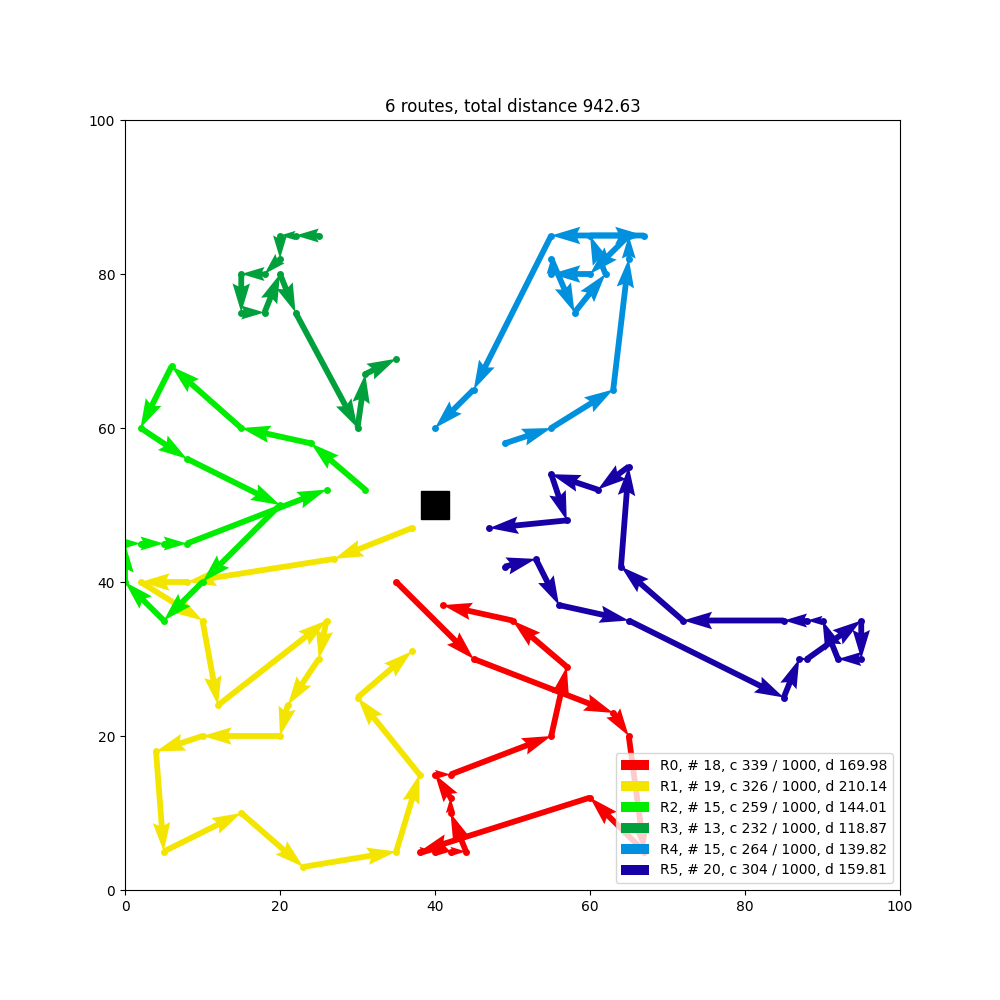 6 routes, total distance 942.63
100
80
60
40
20
0
0 20 40 60 80 100
R0, # 18, c 339 / 1000, d 169.98
R1, # 19, c 326 / 1000, d 210.14
R2, # 15, c 259 / 1000, d 144.01
R3, # 13, c 232 / 1000, d 118.87
R4, # 15, c 264 / 1000, d 139.82
R5, # 20, c 304 / 1000, d 159.81